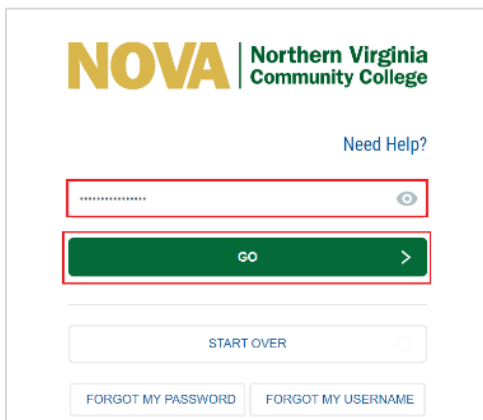 NOVA Northern Virginia
Community College
Need Help?
••••••••••••••••
GO
START OVER
FORGOT MY PASSWORD FORGOT MY USERNAME